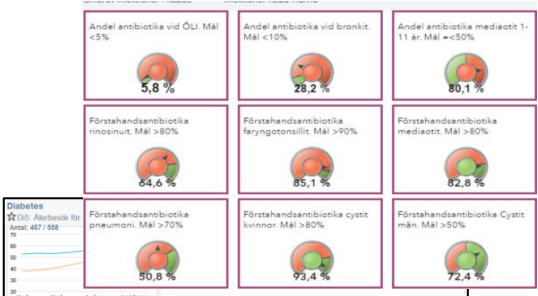 Andel antibiotika vid ÖLI. Mål
<5%
5,8 %
Andel antibiotika vid bronkit.
Mål <10%
28,2 %
Andel antibiotika mediaotit 1-
11 år. Mål =<50%
80,1 %
Förstahandsantibiotika
rinosinuit. Mål >80%
64,6 %
Förstahandsantibiotika
faryngotonsillit. Mål >90%
85,1 %
Förstahandsantibiotika
mediaotit. Mål >80%
82,8 %
Förstahandsantibiotika
pneumoni. Mål >70%
50,8 %
Förstahandsantibiotika cystit
kvinnor. Mål >80%
93,4 %
Förstahandsantibiotika Cystit
män. Mål >50%
72,4 %
Diabetes
Di5: Återbesök för
Antal: 467 / 558
70
60
50
40
30
20